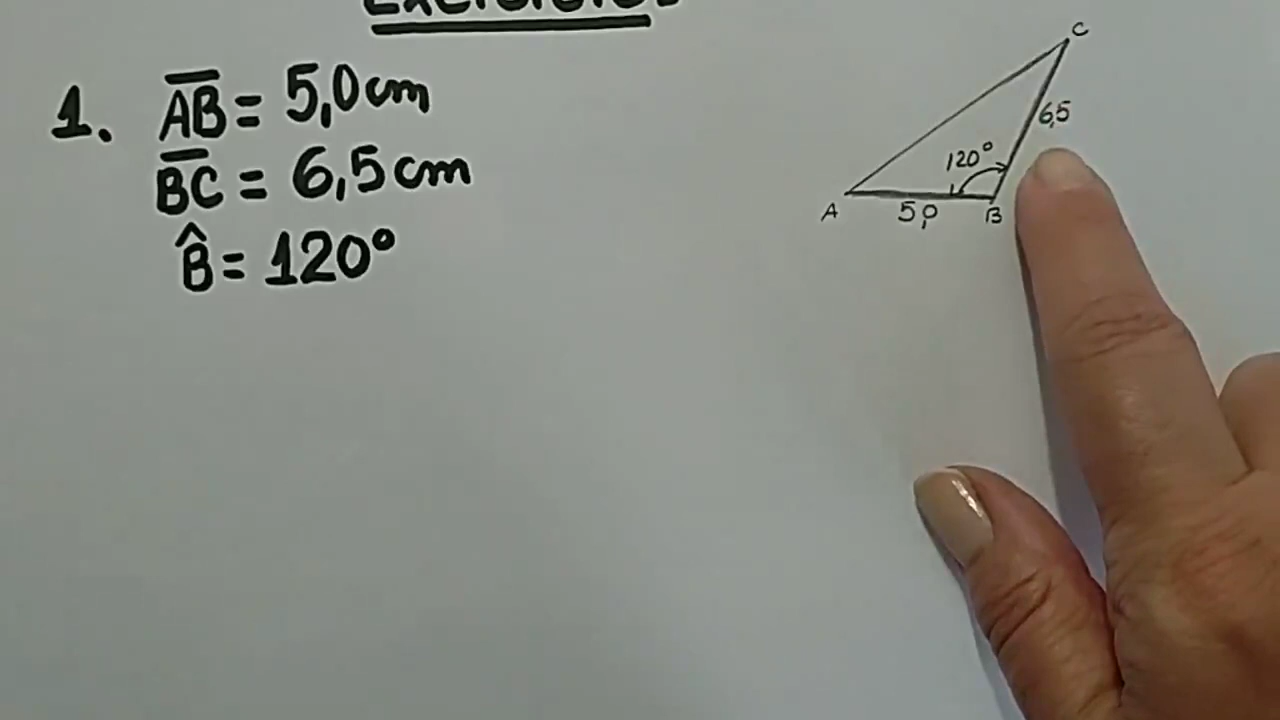 1. AB = 5,0 cm
BC = 6,5 cm
B̂ = 120°
C
6,5
120°
A
5,0
B